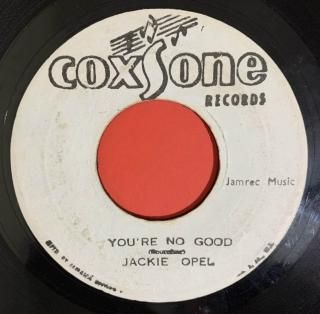 coxsone
RECORDS
Jamrec Music
YOU'RE NO GOOD
JACKIE OPEL